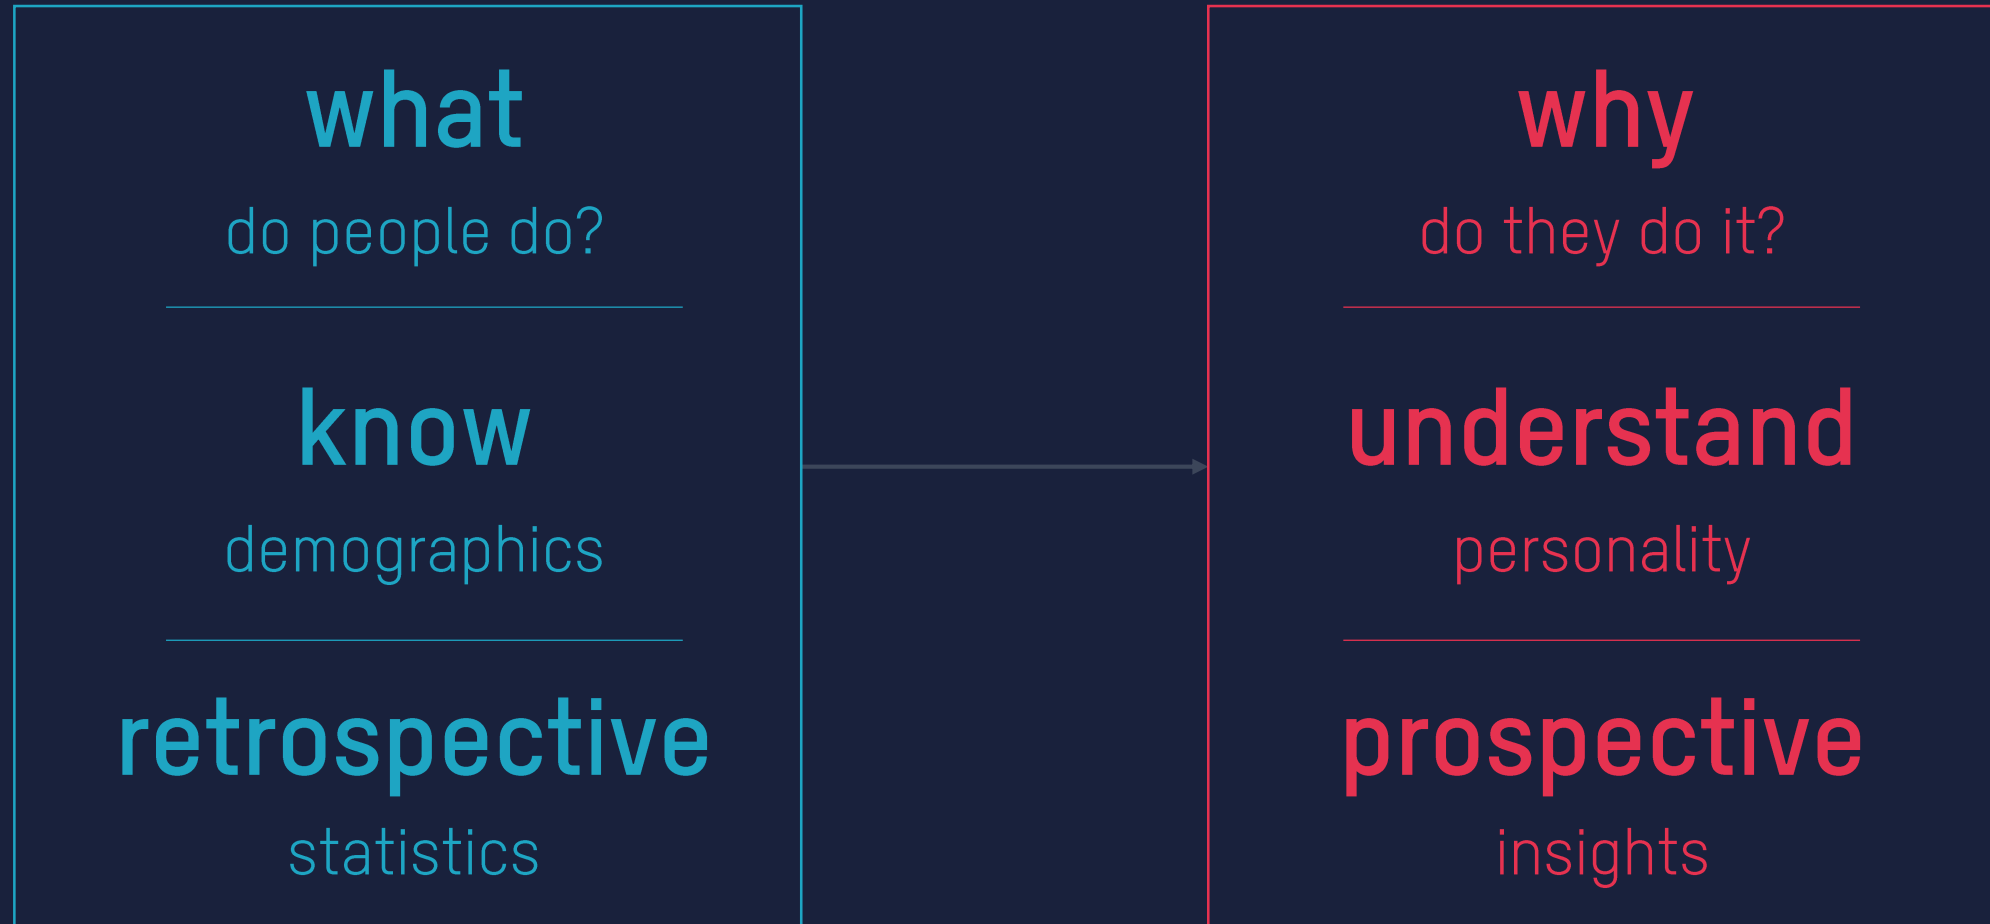 what
do people do?
know
demographics
retrospective
statistics
why
do they do it?
understand
personality
prospective
insights